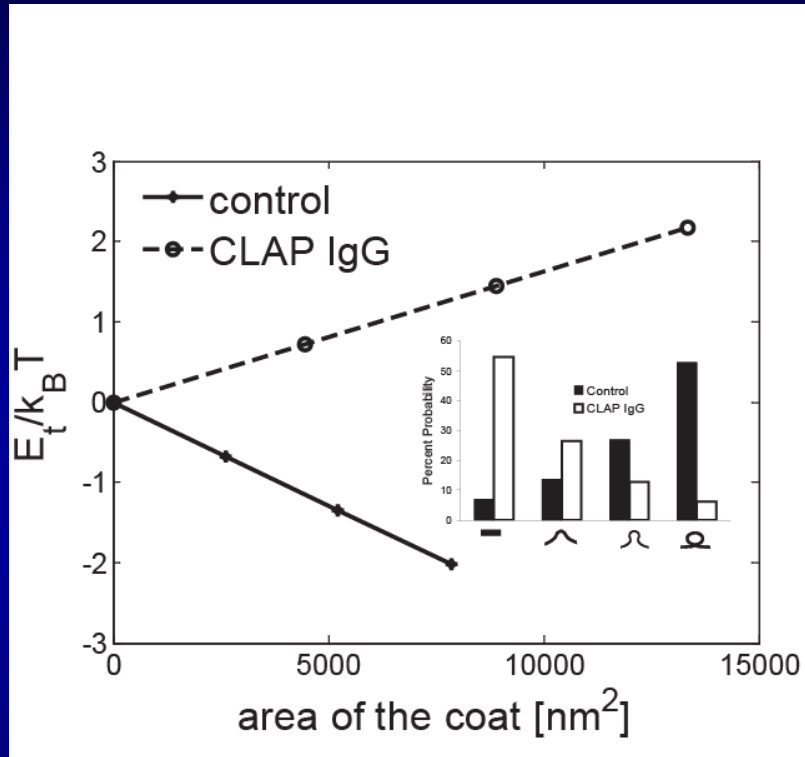 3
control
2
CLAP IgG
1
0
-1
-2
-3
E_t/k_B T
0
5000
10000
15000
area of the coat [nm²]
60
50
40
30
20
10
0
Percent Probability
Control
CLAP IgG